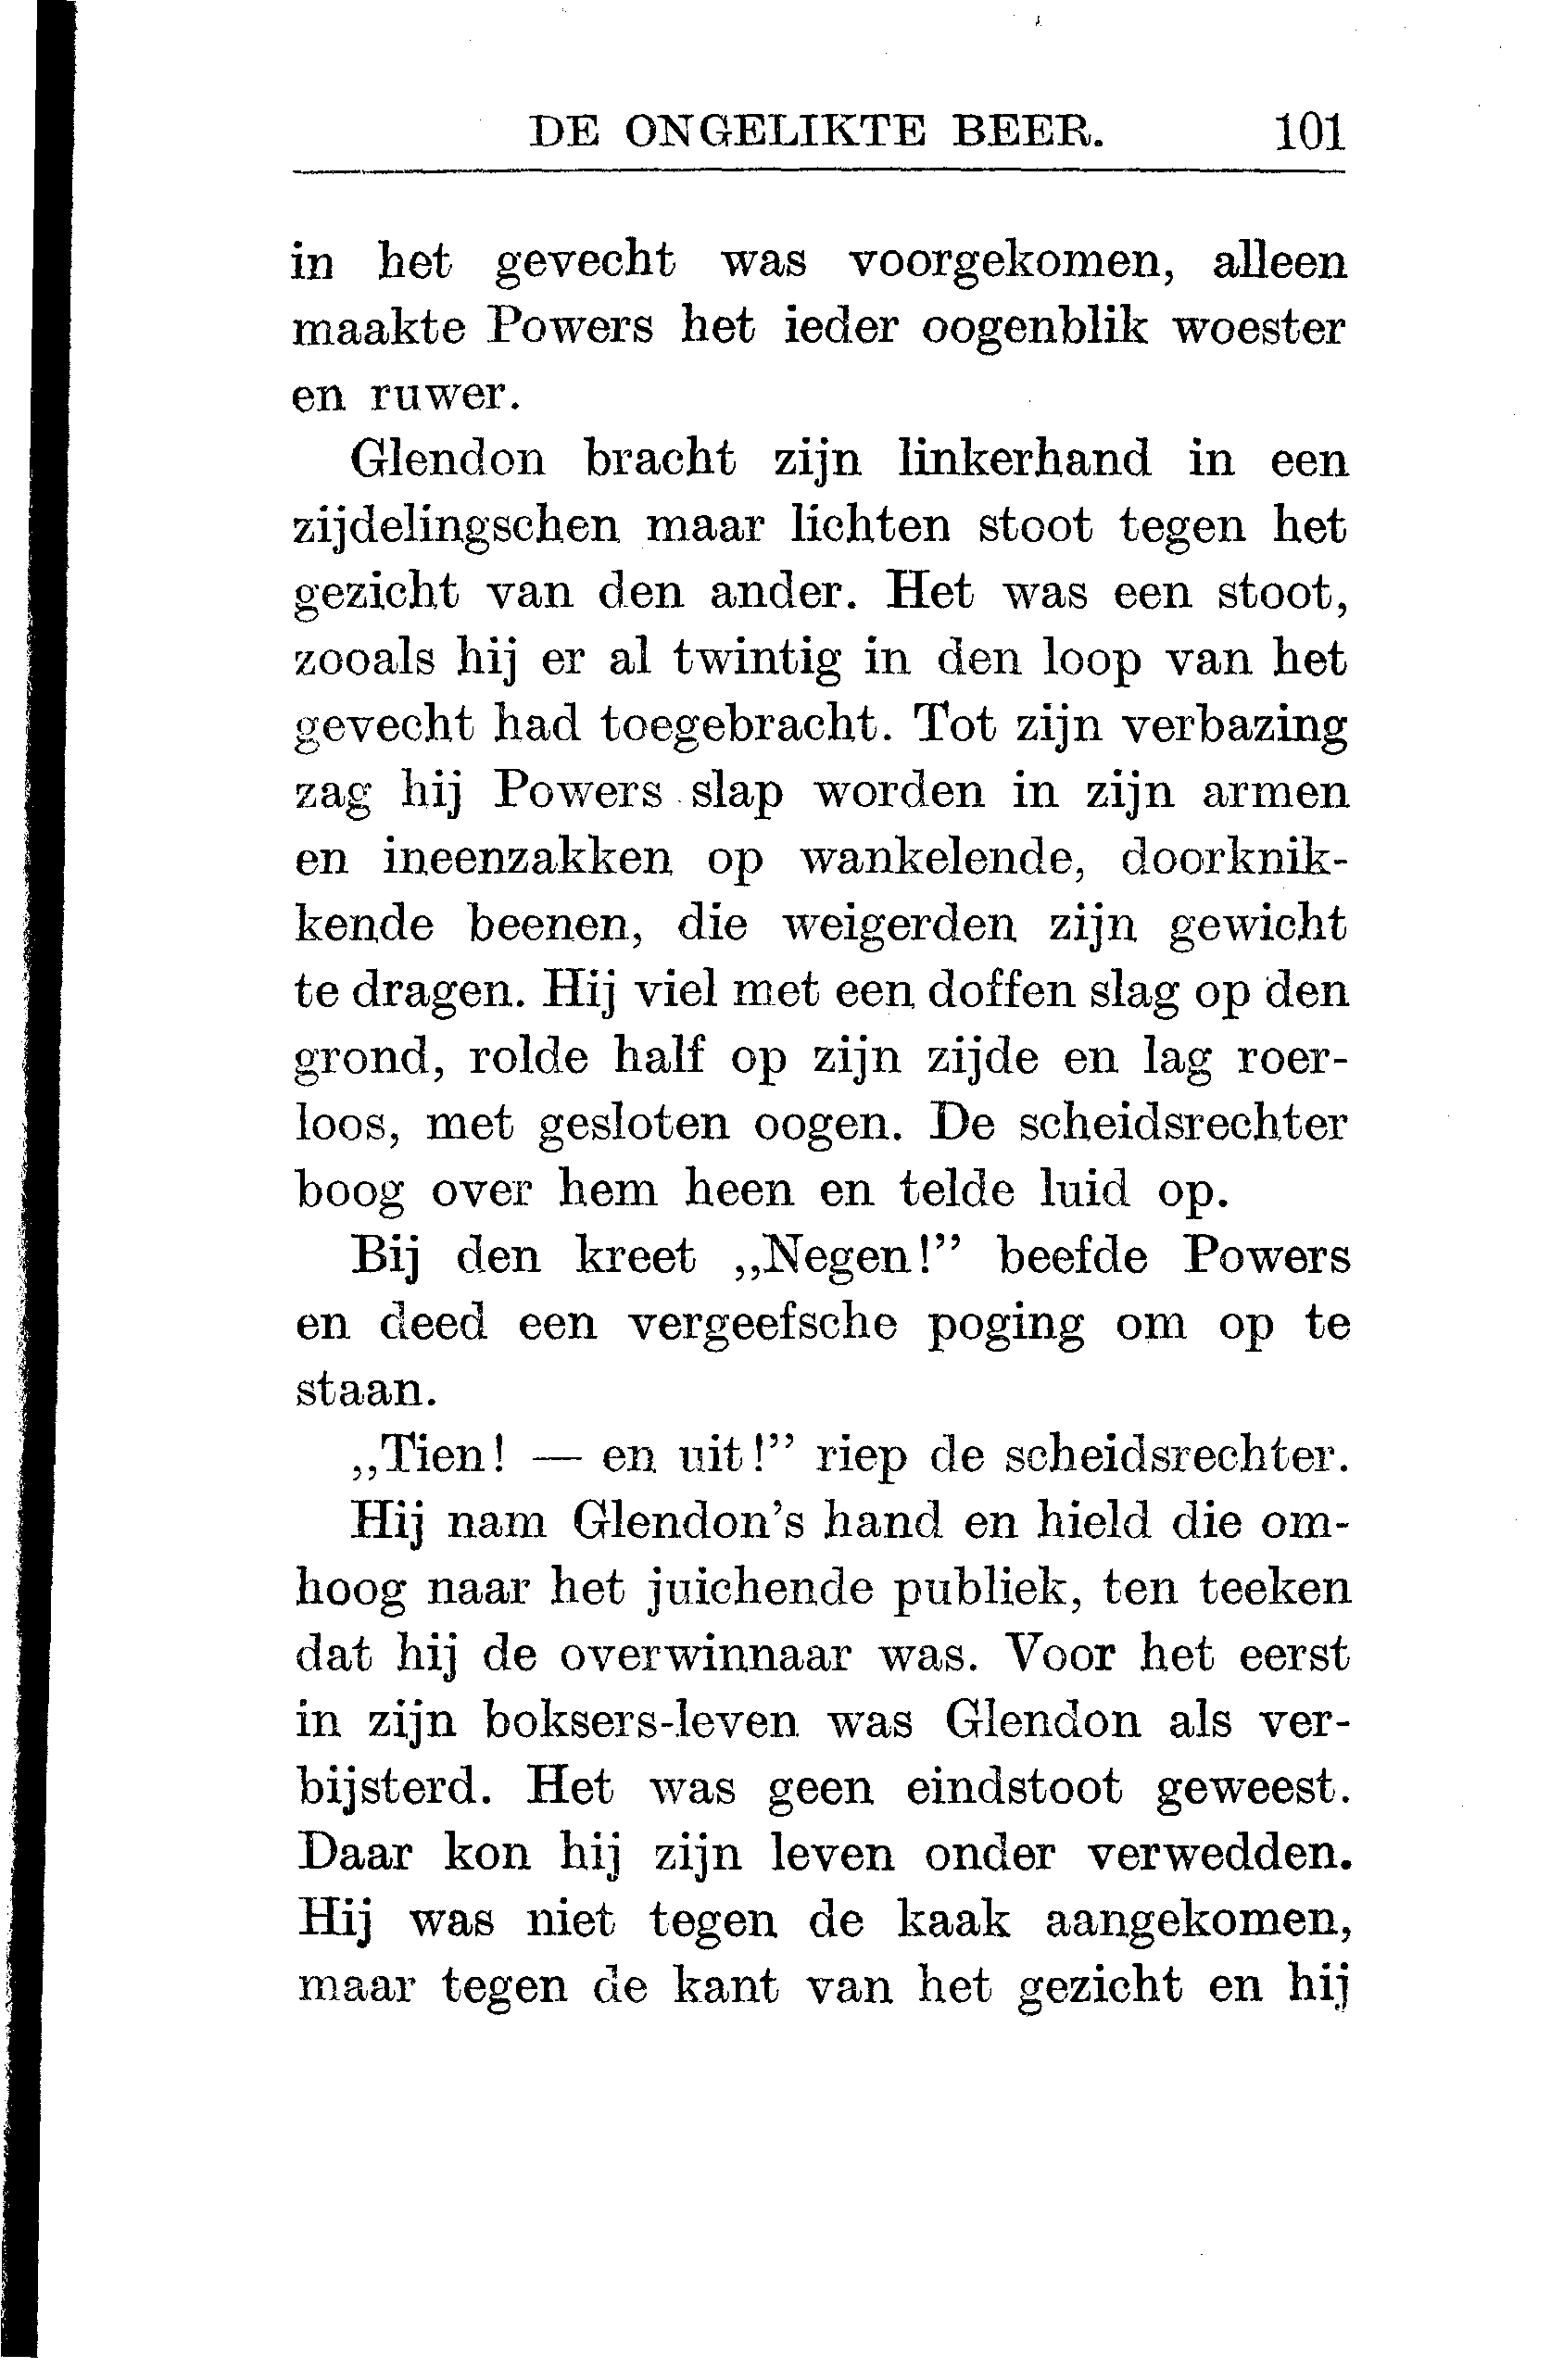 DE ONGELIKTE BEER. 101
in het gevecht was voorgekomen, alleen
maakte Powers het ieder oogenblik woester
en ruwer.
Glendon bracht zijn linkerhand in een
zijdelingschen maar lichten stoot tegen het
gezicht van den ander. Het was een stoot,
zooals hij er al twintig in den loop van het
gevecht had toegebracht. Tot zijn verbazing
zag hij Powers slap worden in zijn armen
en ineenzakken op wankelende, doorknik-
kende beenen, die weigerden zijn gewicht
te dragen. Hij viel met een doffen slag op den
grond, rolde half op zijn zijde en lag roer-
loos, met gesloten oogen. De scheidsrechter
boog over hem heen en telde luid op.
Bij den kreet „Negen!” beefde Powers
en deed een vergeefsche poging om op te
staan.
„Tien! — en uit!” riep de scheidsrechter.
Hij nam Glendon's hand en hield die om-
hoog naar het juichende publiek, ten teeken
dat hij de overwinnaar was. Voor het eerst
in zijn boksers-leven was Glendon als ver-
bijsterd. Het was geen eindstoot geweest.
Daar kon hij zijn leven onder verwedden.
Hij was niet tegen de kaak aangekomen,
maar tegen de kant van het gezicht en hij